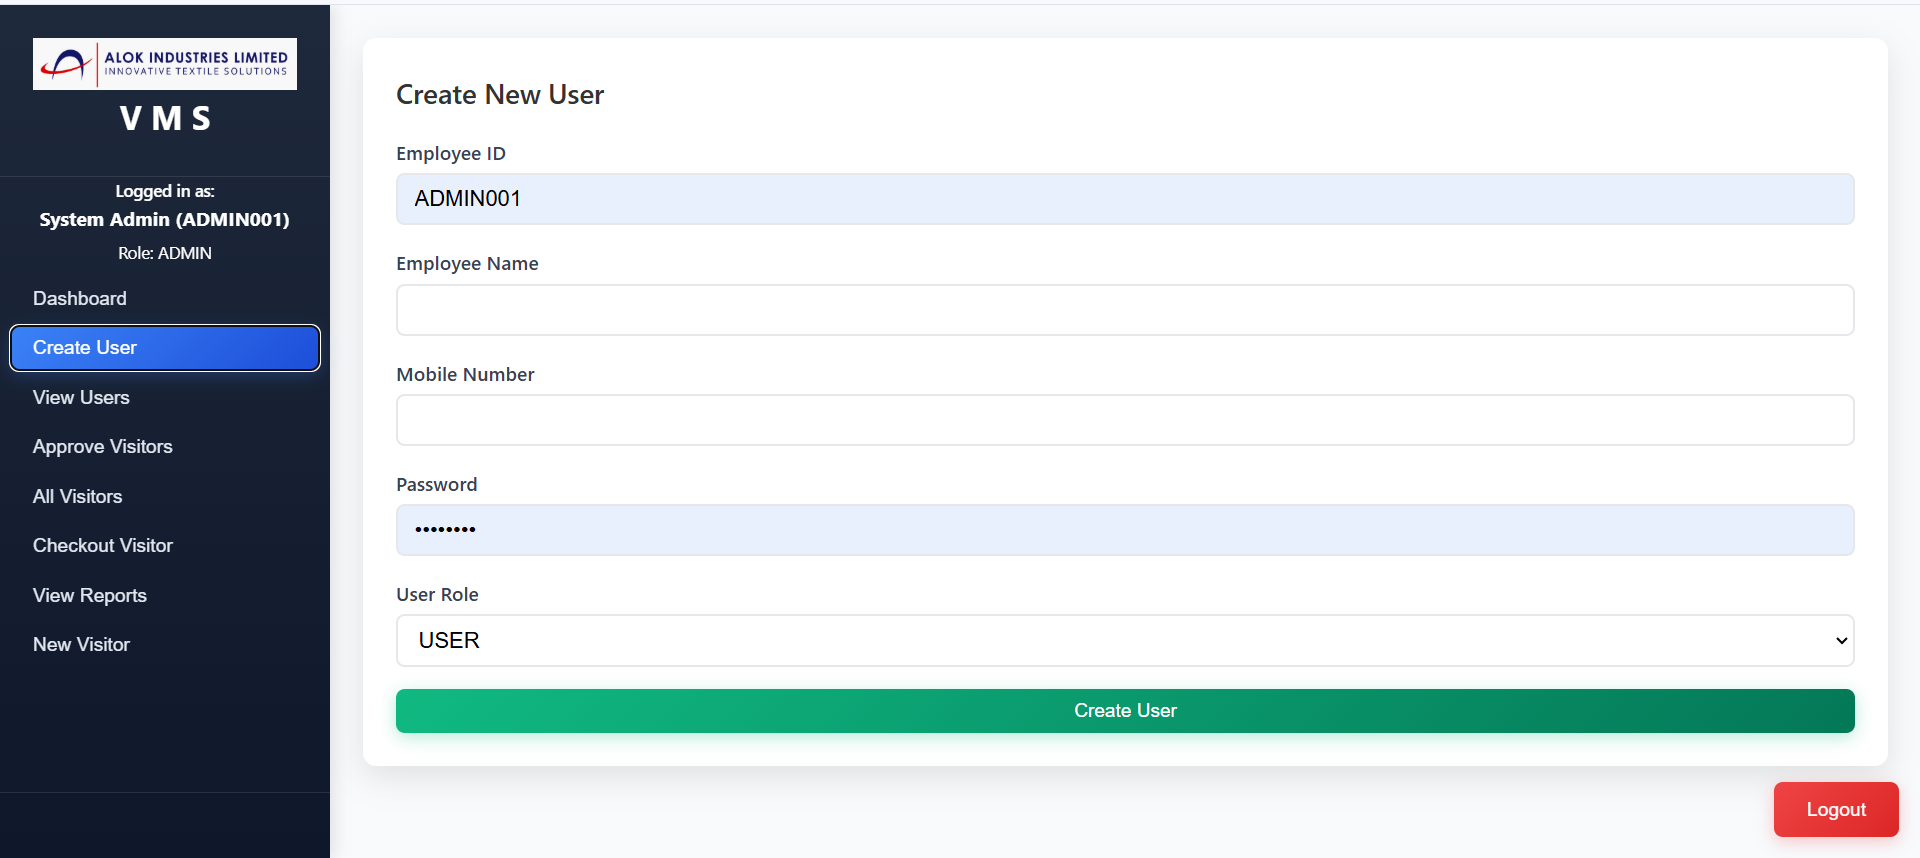 ALOK INDUSTRIES LIMITED
INNOVATIVE TEXTILE SOLUTIONS
VMS
Logged in as:
System Admin (ADMIN001)
Role: ADMIN
Dashboard
Create User
View Users
Approve Visitors
All Visitors
Checkout Visitor
View Reports
New Visitor
Create New User
Employee ID
ADMIN001
Employee Name
Mobile Number
Password
••••••••
User Role
USER
Create User
Logout